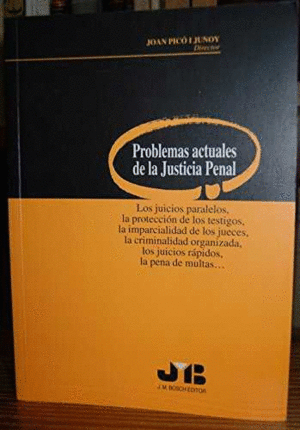 JOAN PICÓ I JUNOY
Director
Problemas actuales
de la Justicia Penal
Los juicios paralelos,
la protección de los testigos,
la imparcialidad de los jueces,
la criminalidad organizada,
los juicios rápidos,
la pena de multas...
JMB
J. M. BOSCH EDITOR